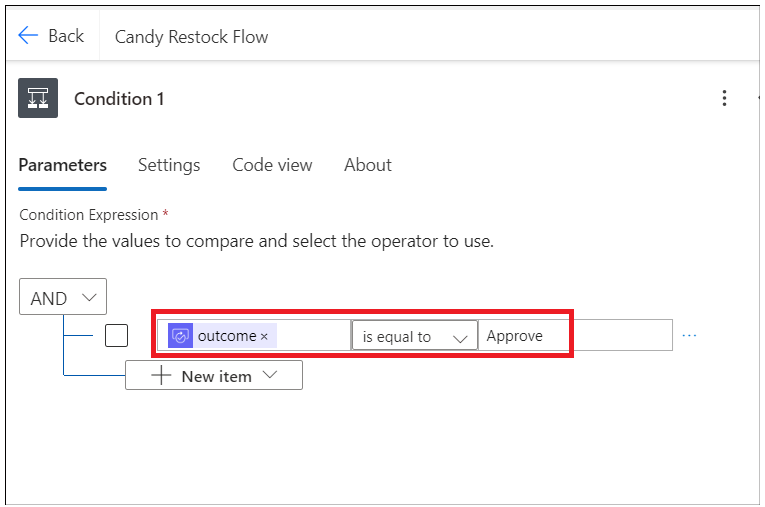 Back
Candy Restock Flow
Condition 1
Parameters Settings Code view About
Condition Expression *
Provide the values to compare and select the operator to use.
AND
outcome × is equal to Approve
New item